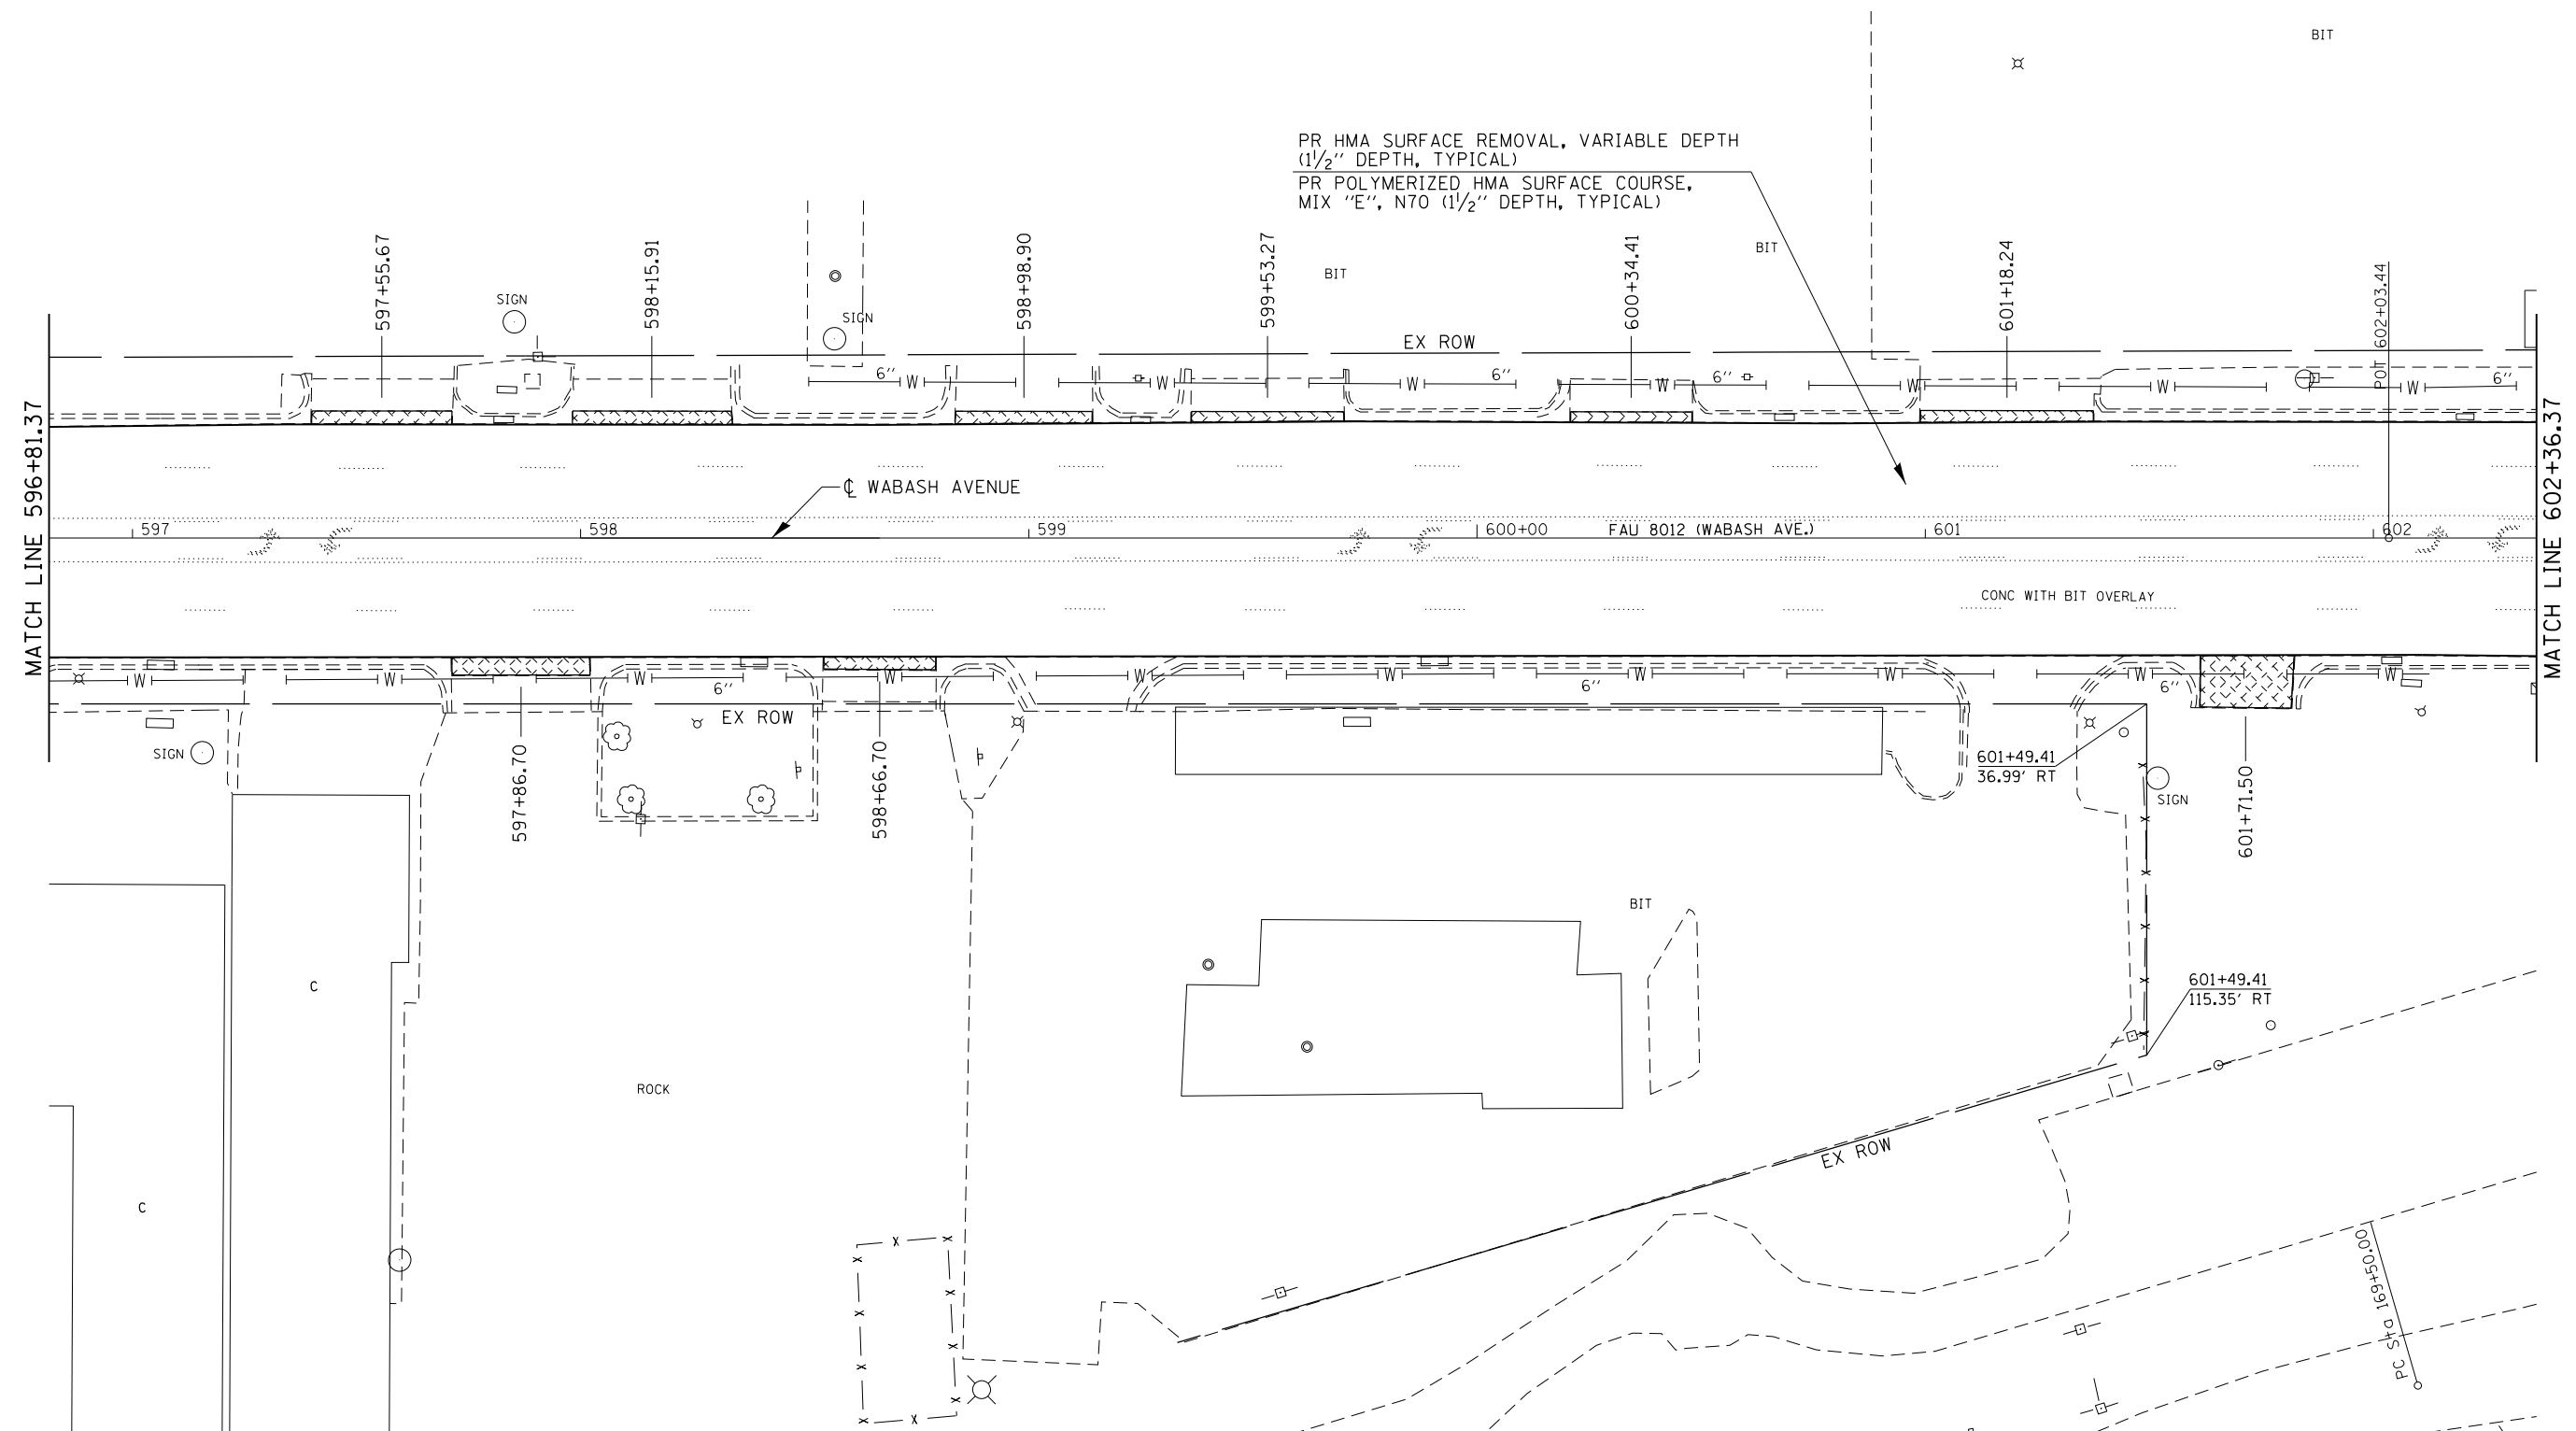 BIT
PR HMA SURFACE REMOVAL, VARIABLE DEPTH
(1 1/2" DEPTH, TYPICAL)
PR POLYMERIZED HMA SURFACE COURSE,
MIX "E", N70 (1 1/2" DEPTH, TYPICAL)
597+55.67
598+15.91
598+98.90
599+53.27
600+34.41
601+18.24
POT 602+03.44
BIT
BIT
SIGN
SIGN
EX ROW
6" W W 6" W 6" W W W 6"
MATCH LINE 596+81.37
MATCH LINE 602+36.37
℄ WABASH AVENUE
597 598 599 600+00 FAU 8012 (WABASH AVE.) 601 602
CONC WITH BIT OVERLAY
W W W 6" W W W 6" W W W 6" W
EX ROW
SIGN
597+86.70
598+66.70
601+49.41
36.99' RT
SIGN
601+71.50
BIT
C
601+49.41
115.35' RT
ROCK
EX ROW
C
PC Sta 169+50.00